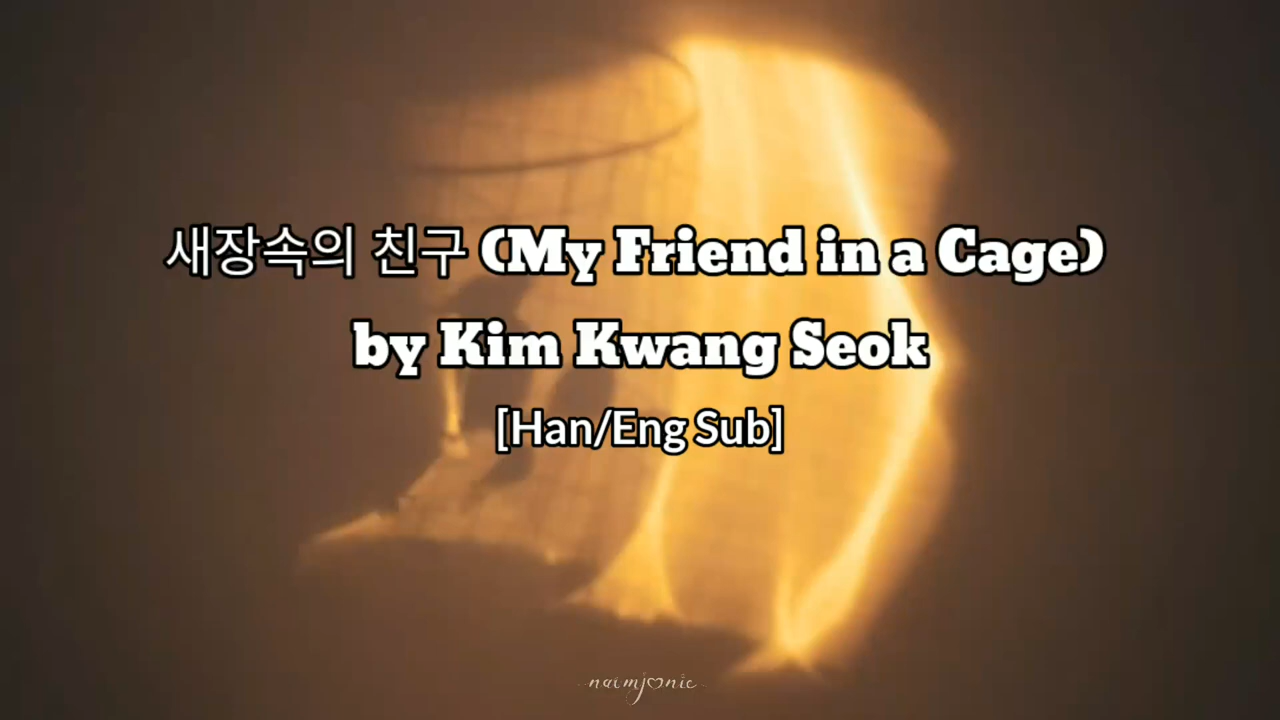 새장속의 친구 (My Friend in a Cage)
by Kim Kwang Seok
[Han/Eng Sub]
naimjonic